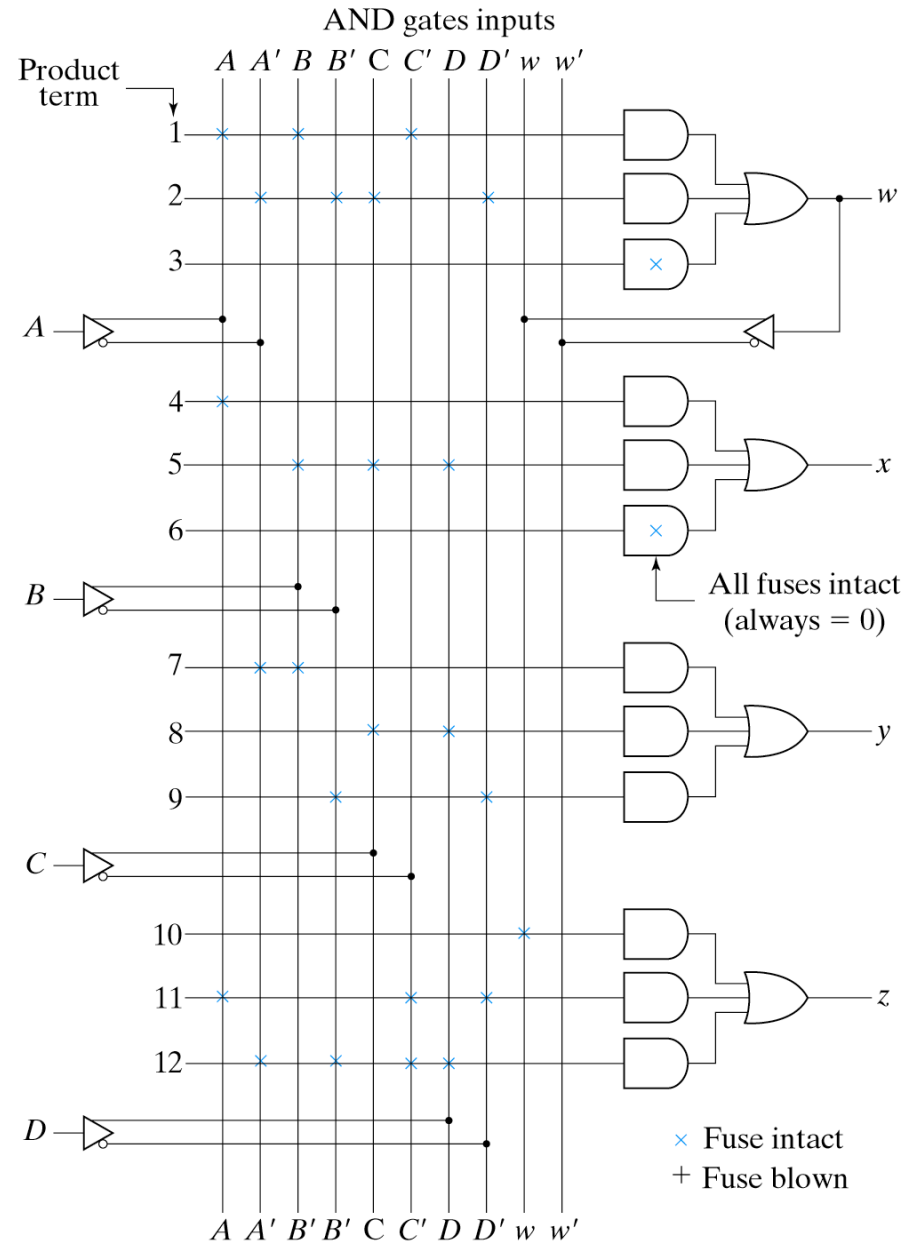 AND gates inputs
A A' B B' C C' D D' w w'
Product
term
1
2
w
3
A
4
5
x
6
B
All fuses intact
(always = 0)
7
8
y
9
C
10
11
z
12
D
× Fuse intact
+ Fuse blown
A A' B' B' C C' D D' w w'